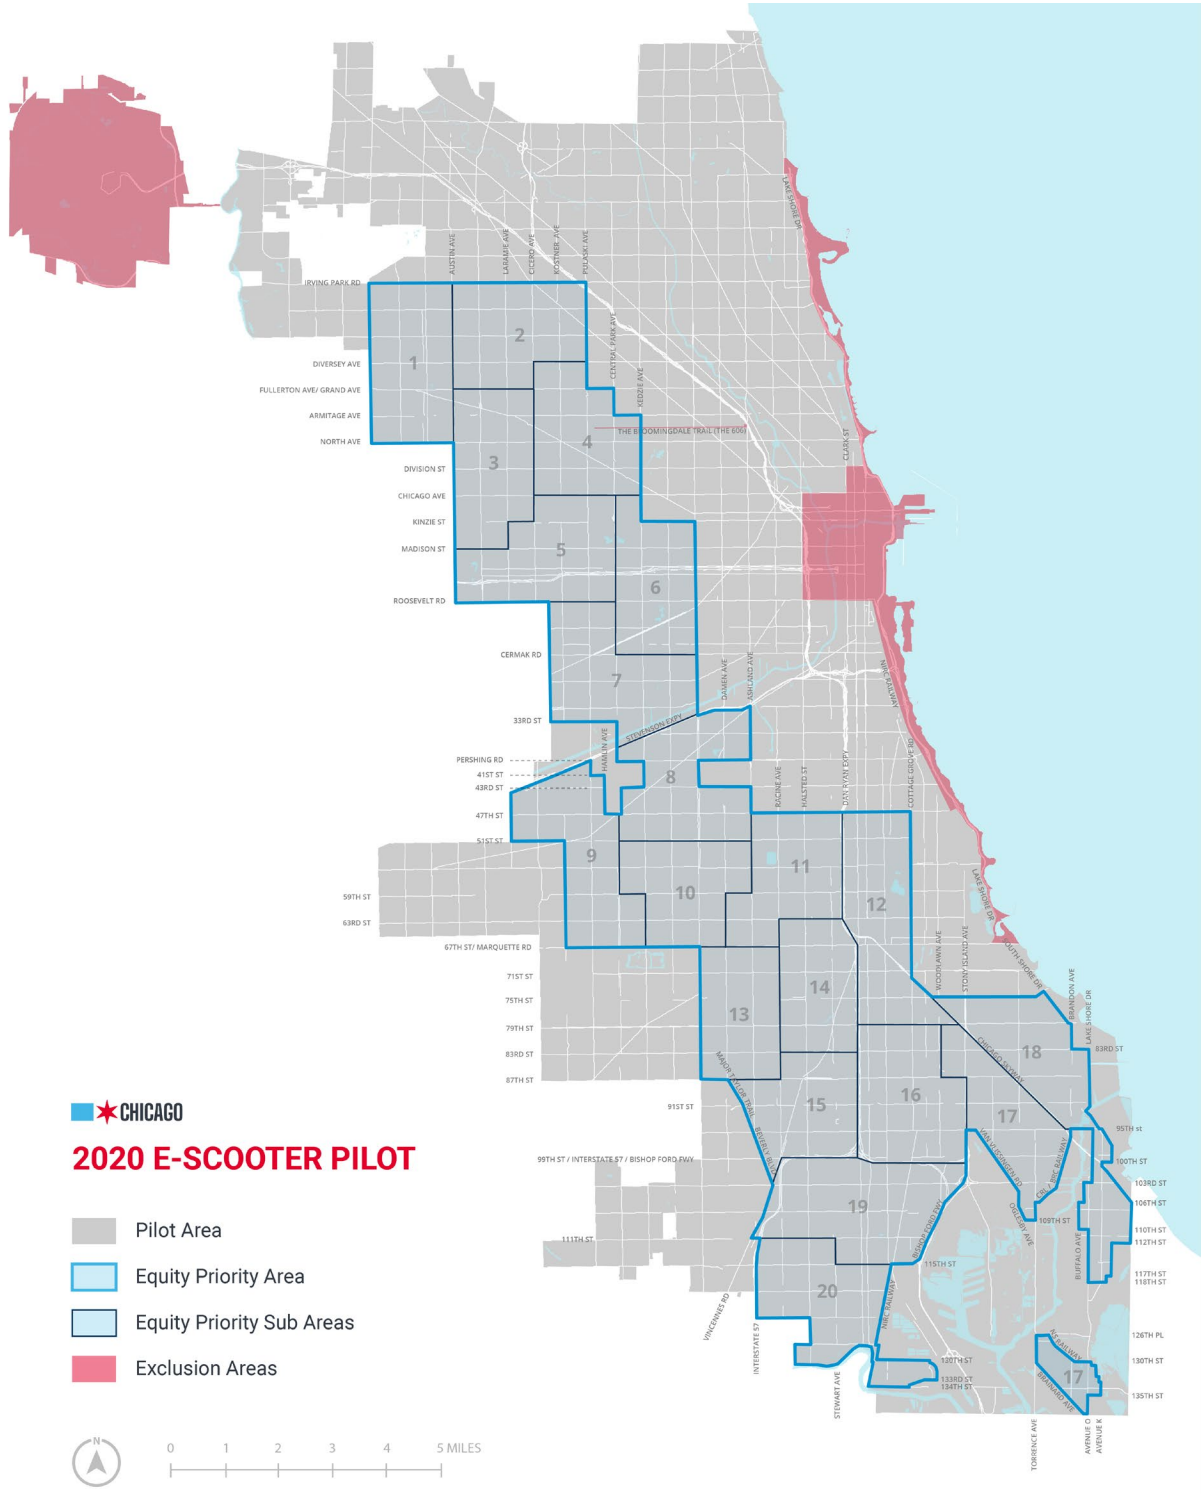 LAKE SHORE DR
AUSTIN AVE
LARAMIE AVE
CICERO AVE
KOSTNER AVE
PULASKI AVE
IRVING PARK RD
2
CENTRAL PARK AVE
1
DIVERSEY AVE
KEDZIE AVE
FULLERTON AVE/ GRAND AVE
ARMITAGE AVE
THE BLOOMINGDALE TRAIL (THE 606)
CLARK ST
NORTH AVE
4
3
DIVISION ST
CHICAGO AVE
KINZIE ST
MADISON ST
5
6
ROOSEVELT RD
CERMAK RD
7
DAMEN AVE
ASHLAND AVE
NIRC RAILWAY
33RD ST
STEVENSON EXPY
HAMLIN AVE
PERSHING RD
41ST ST
43RD ST
8
RACINE AVE
HALSTED ST
DAN RYAN EXPY
COTTAGE GROVE RD
47TH ST
51ST ST
9
10
11
12
LAKE SHORE DR
59TH ST
63RD ST
67TH ST/ MARQUETTE RD
WOODLAWN AVE
STONY ISLAND AVE
SOUTH SHORE DR
71ST ST
75TH ST
14
13
BRANDON AVE
LAKE SHORE DR
79TH ST
83RD ST
87TH ST
CHICAGO SKYWAY
18
83RD ST
MAJOR TAYLOR TRAIL
91ST ST
15
16
17
95TH st
BEVERLY BLVD
VAN VLISSINGEN RD
CRL / BRC RAILWAY
99TH ST / INTERSTATE 57 / BISHOP FORD FWY
100TH ST
103RD ST
106TH ST
19
OGLESBY AVE
109TH ST
110TH ST
112TH ST
111TH ST
BISHOP FORD FWY
BUFFALO AVE
115TH ST
117TH ST
118TH ST
20
NIRC RAILWAY
VINCENNES RD
INTERSTATE 57
126TH PL
NS RAILWAY
130TH ST
130TH ST
133RD ST
134TH ST
17
BRAINARD AVE
135TH ST
STEWART AVE
TORRENCE AVE
AVENUE O
AVENUE K
CHICAGO
2020 E-SCOOTER PILOT
Pilot Area
Equity Priority Area
Equity Priority Sub Areas
Exclusion Areas
N
0 1 2 3 4 5 MILES